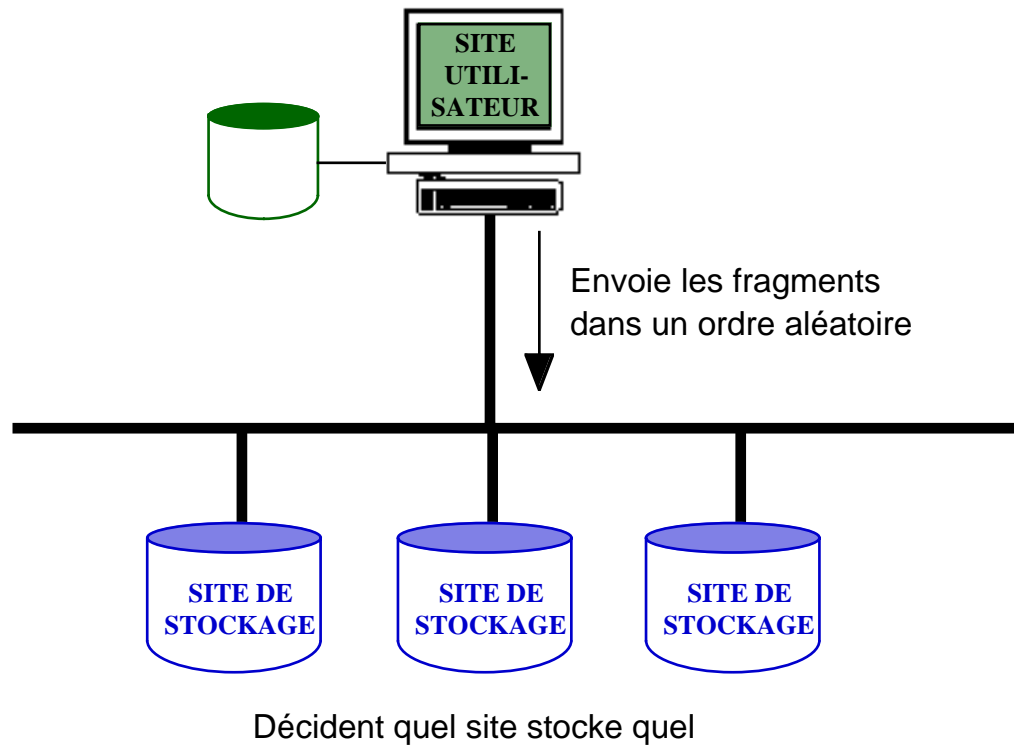 SITE
UTILI-
SATEUR
Envoie les fragments
dans un ordre aléatoire
SITE DE
STOCKAGE
SITE DE
STOCKAGE
SITE DE
STOCKAGE
Décident quel site stocke quel